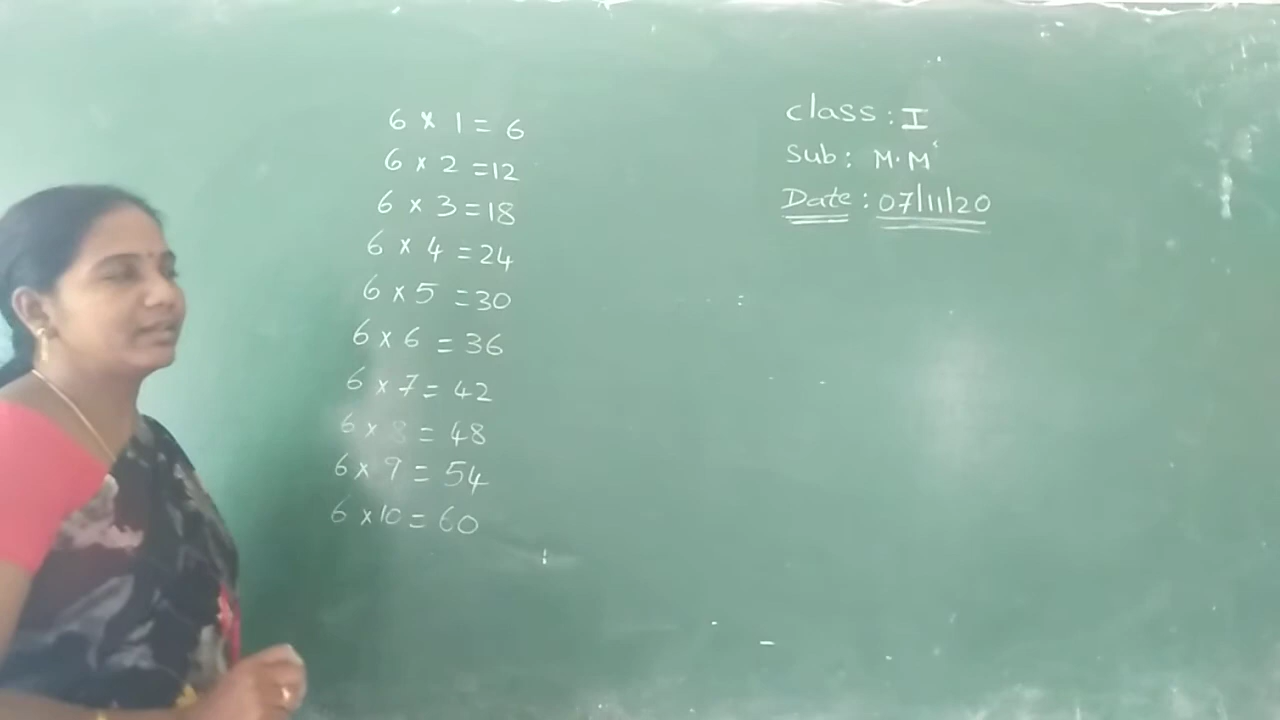 6 × 1 = 6
6 × 2 = 12
6 × 3 = 18
6 × 4 = 24
6 × 5 = 30
6 × 6 = 36
6 × 7 = 42
6 × 8 = 48
6 × 9 = 54
6 × 10 = 60
class : I
Sub : M.M
Date : 07/11/20